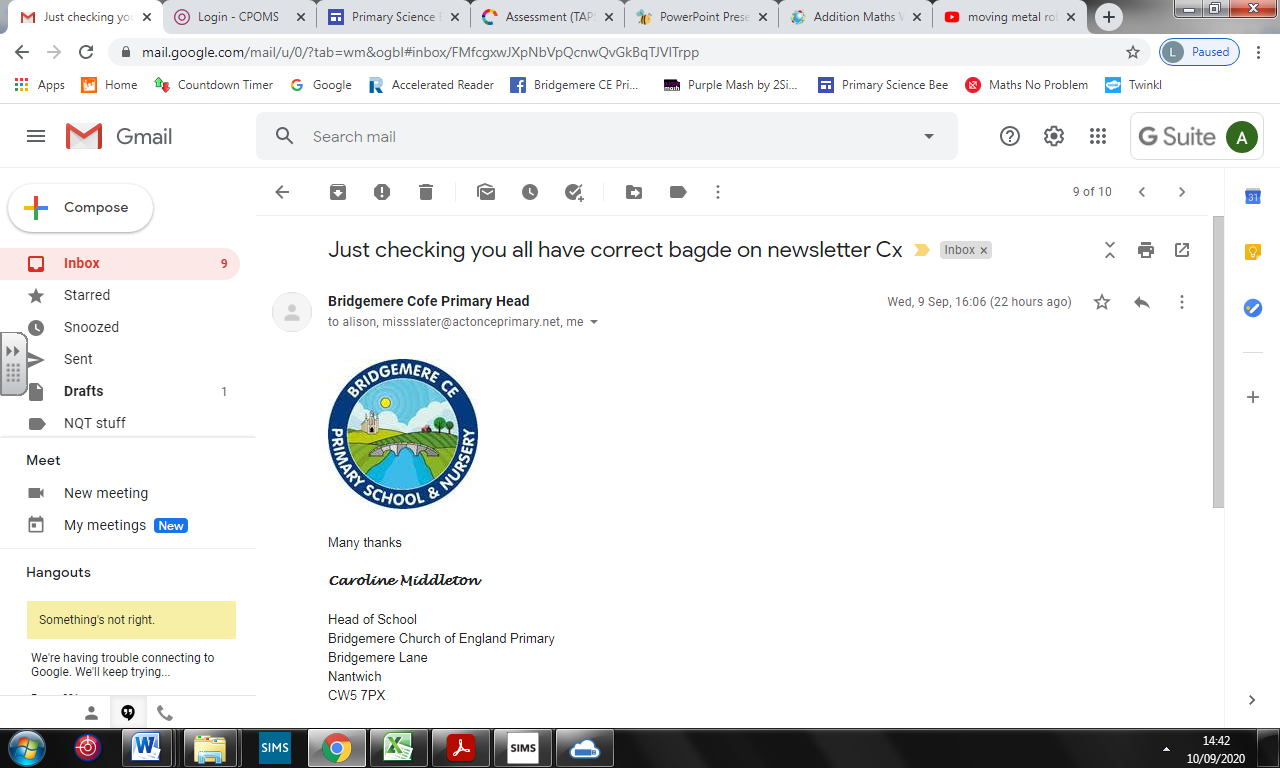 Just checking you
Login - CPOMS
Primary Science
Assessment (TAPS
PowerPoint Prese
Addition Maths
moving metal ro
mail.google.com/mail/u/0/?tab=wm&ogbl#inbox/FMfcgxwJXpNbVpQcnwQvGkBqTJVlTrpp
L Paused
Apps Home Countdown Timer Google Accelerated Reader Bridgemere CE Pri... Purple Mash by 2Si... Primary Science Bee Maths No Problem Twinkl
Gmail
Search mail
G Suite A
Compose
9 of 10
31
Inbox 9
Starred
Snoozed
Sent
Drafts 1
NQT stuff
Meet
New meeting
My meetings New
Hangouts
Something's not right.
We're having trouble connecting to
Google. We'll keep trying...
Just checking you all have correct bagde on newsletter Cx Inbox ×
Bridgemere Cofe Primary Head
Wed, 9 Sep, 16:06 (22 hours ago)
to alison, missslater@actonceprimary.net, me
BRIDGEMERE CE
PRIMARY SCHOOL & NURSERY
Many thanks
Caroline Middleton
Head of School
Bridgemere Church of England Primary
Bridgemere Lane
Nantwich
CW5 7PX
SIMS
SIMS
14:42
10/09/2020